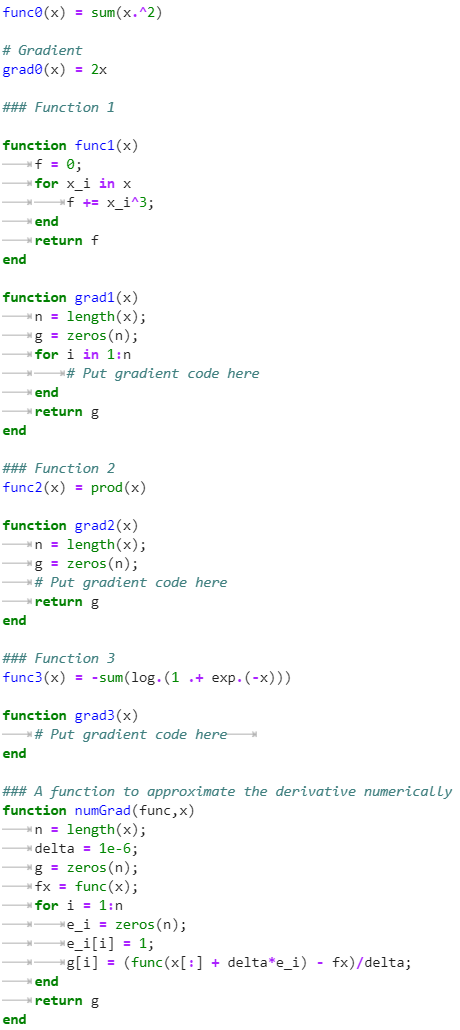 func0(x) = sum(x.^2)
# Gradient
grad0(x) = 2x
### Function 1
function func1(x)
f = 0;
for x_i in x
f += x_i^3;
end
return f
end
function grad1(x)
n = length(x);
g = zeros(n);
for i in 1:n
# Put gradient code here
end
return g
end
### Function 2
func2(x) = prod(x)
function grad2(x)
n = length(x);
g = zeros(n);
# Put gradient code here
return g
end
### Function 3
func3(x) = -sum(log.(1 .+ exp.(-x)))
function grad3(x)
# Put gradient code here
end
### A function to approximate the derivative numerically
function numGrad(func,x)
n = length(x);
delta = 1e-6;
g = zeros(n);
fx = func(x);
for i = 1:n
e_i = zeros(n);
e_i[i] = 1;
g[i] = (func(x[:] + delta*e_i) - fx)/delta;
end
return g
end